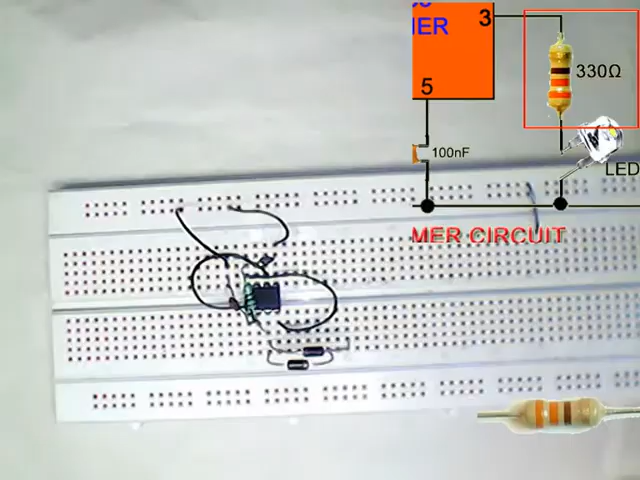 IER
3
5
330Ω
100nF
LED
MER CIRCUIT